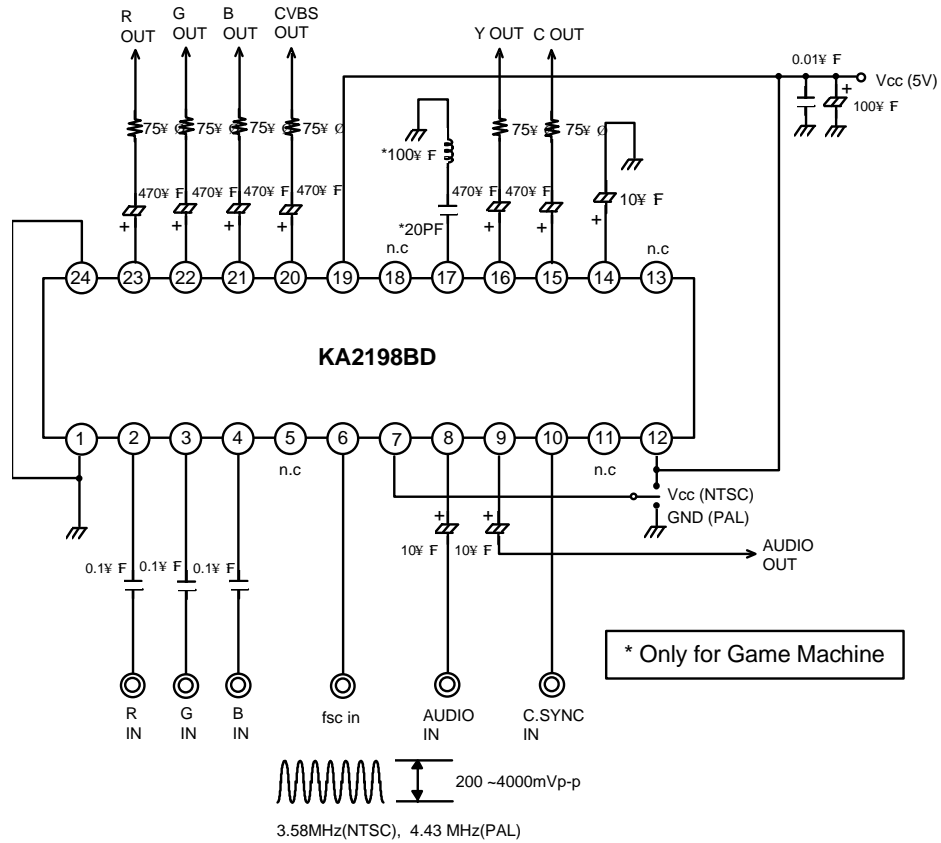 R
OUT
G
OUT
B
OUT
CVBS
OUT
Y OUT
C OUT
0.01¥ F
Vcc (5V)
+
100¥ F
75¥ Ø
75¥ Ø
75¥ Ø
75¥ Ø
*100¥ F
75¥ Ø
75¥ Ø
470¥ F
470¥ F
470¥ F
470¥ F
470¥ F
470¥ F
10¥ F
+
+
+
+
*20PF
+
+
+
n.c
n.c
24
23
22
21
20
19
18
17
16
15
14
13
KA2198BD
1
2
3
4
5
6
7
8
9
10
11
12
n.c
n.c
Vcc (NTSC)
GND (PAL)
+
+
10¥ F
10¥ F
AUDIO
OUT
0.1¥ F
0.1¥ F
0.1¥ F
* Only for Game Machine
R
IN
G
IN
B
IN
fsc in
AUDIO
IN
C.SYNC
IN
200 ~4000mVp-p
3.58MHz(NTSC), 4.43 MHz(PAL)